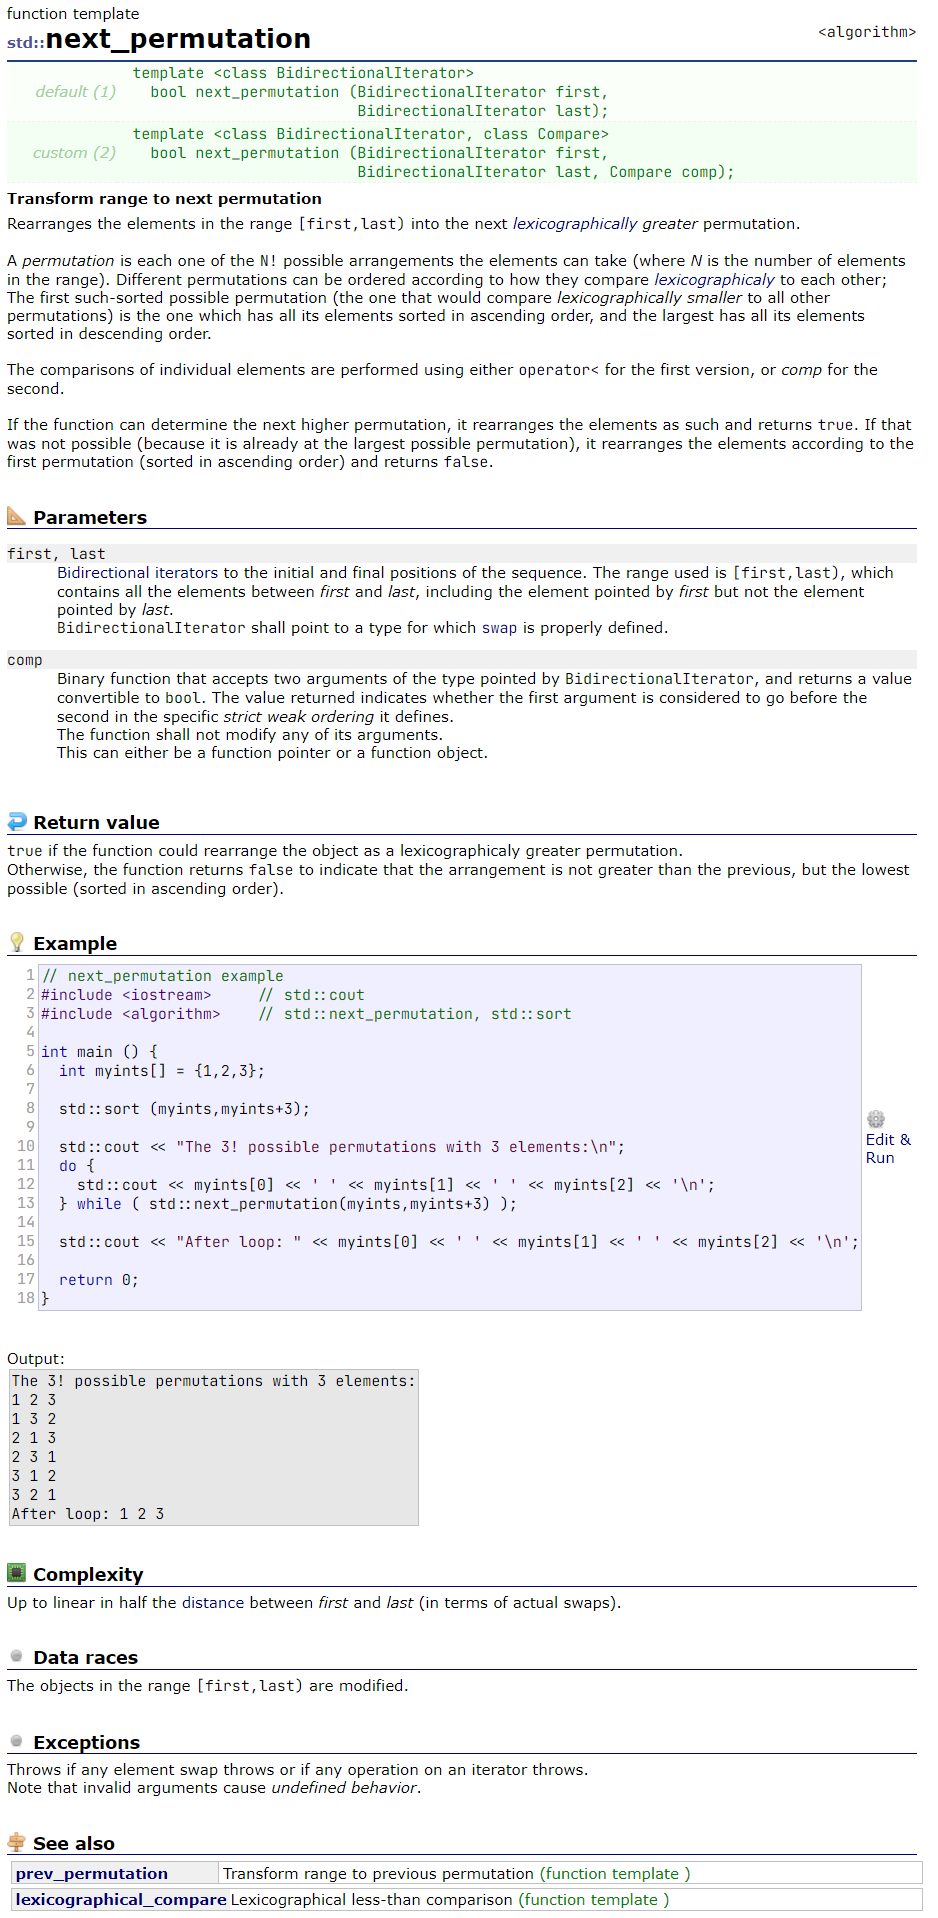 function template
std::next_permutation
<algorithm>
default (1)
template <class BidirectionalIterator>
  bool next_permutation (BidirectionalIterator first,
                         BidirectionalIterator last);
custom (2)
template <class BidirectionalIterator, class Compare>
  bool next_permutation (BidirectionalIterator first,
                         BidirectionalIterator last, Compare comp);
Transform range to next permutation
Rearranges the elements in the range [first,last) into the next lexicographically greater permutation.
A permutation is each one of the N! possible arrangements the elements can take (where N is the number of elements
in the range). Different permutations can be ordered according to how they compare lexicographicaly to each other;
The first such-sorted possible permutation (the one that would compare lexicographically smaller to all other
permutations) is the one which has all its elements sorted in ascending order, and the largest has all its elements
sorted in descending order.
The comparisons of individual elements are performed using either operator< for the first version, or comp for the
second.
If the function can determine the next higher permutation, it rearranges the elements as such and returns true. If that
was not possible (because it is already at the largest possible permutation), it rearranges the elements according to the
first permutation (sorted in ascending order) and returns false.
Parameters
first, last
Bidirectional iterators to the initial and final positions of the sequence. The range used is [first,last), which
contains all the elements between first and last, including the element pointed by first but not the element
pointed by last.
BidirectionalIterator shall point to a type for which swap is properly defined.
comp
Binary function that accepts two arguments of the type pointed by BidirectionalIterator, and returns a value
convertible to bool. The value returned indicates whether the first argument is considered to go before the
second in the specific strict weak ordering it defines.
The function shall not modify any of its arguments.
This can either be a function pointer or a function object.
Return value
true if the function could rearrange the object as a lexicographicaly greater permutation.
Otherwise, the function returns false to indicate that the arrangement is not greater than the previous, but the lowest
possible (sorted in ascending order).
Example
1 // next_permutation example
2 #include <iostream>     // std::cout
3 #include <algorithm>    // std::next_permutation, std::sort
4
5 int main () {
6   int myints[] = {1,2,3};
7
8   std::sort (myints,myints+3);
9
10   std::cout << "The 3! possible permutations with 3 elements:\n";
11   do {
12     std::cout << myints[0] << ' ' << myints[1] << ' ' << myints[2] << '\n';
13   } while ( std::next_permutation(myints,myints+3) );
14
15   std::cout << "After loop: " << myints[0] << ' ' << myints[1] << ' ' << myints[2] << '\n';
16
17   return 0;
18 }
Edit &
Run
Output:
The 3! possible permutations with 3 elements:
1 2 3
1 3 2
2 1 3
2 3 1
3 1 2
3 2 1
After loop: 1 2 3
Complexity
Up to linear in half the distance between first and last (in terms of actual swaps).
Data races
The objects in the range [first,last) are modified.
Exceptions
Throws if any element swap throws or if any operation on an iterator throws.
Note that invalid arguments cause undefined behavior.
See also
prev_permutation Transform range to previous permutation (function template )
lexicographical_compare Lexicographical less-than comparison (function template )